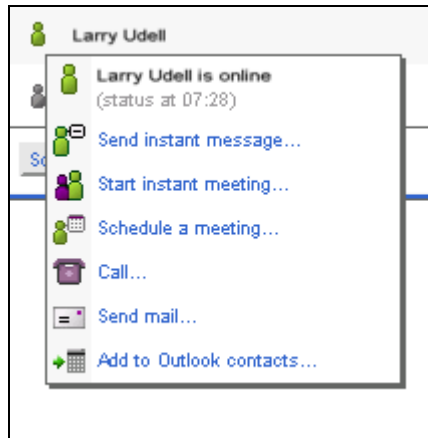 Larry Udell
Larry Udell is online
(status at 07:28)
Send instant message...
Start instant meeting...
Schedule a meeting...
Call...
Send mail...
Add to Outlook contacts...